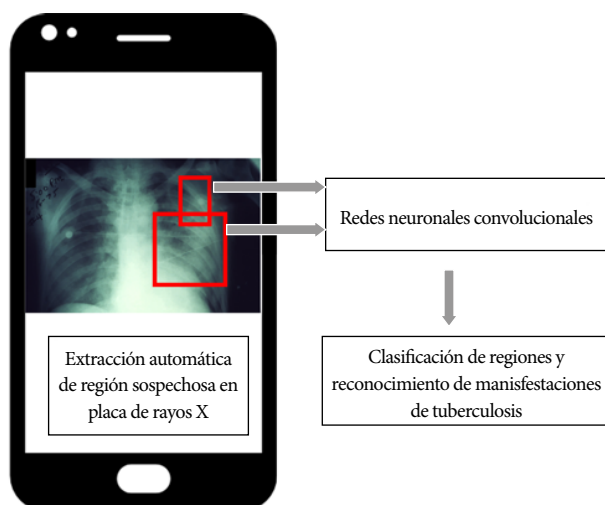 Redes neuronales convolucionales
Extracción automática
de región sospechosa en
placa de rayos X
Clasificación de regiones y
reconocimiento de manisfestaciones
de tuberculosis